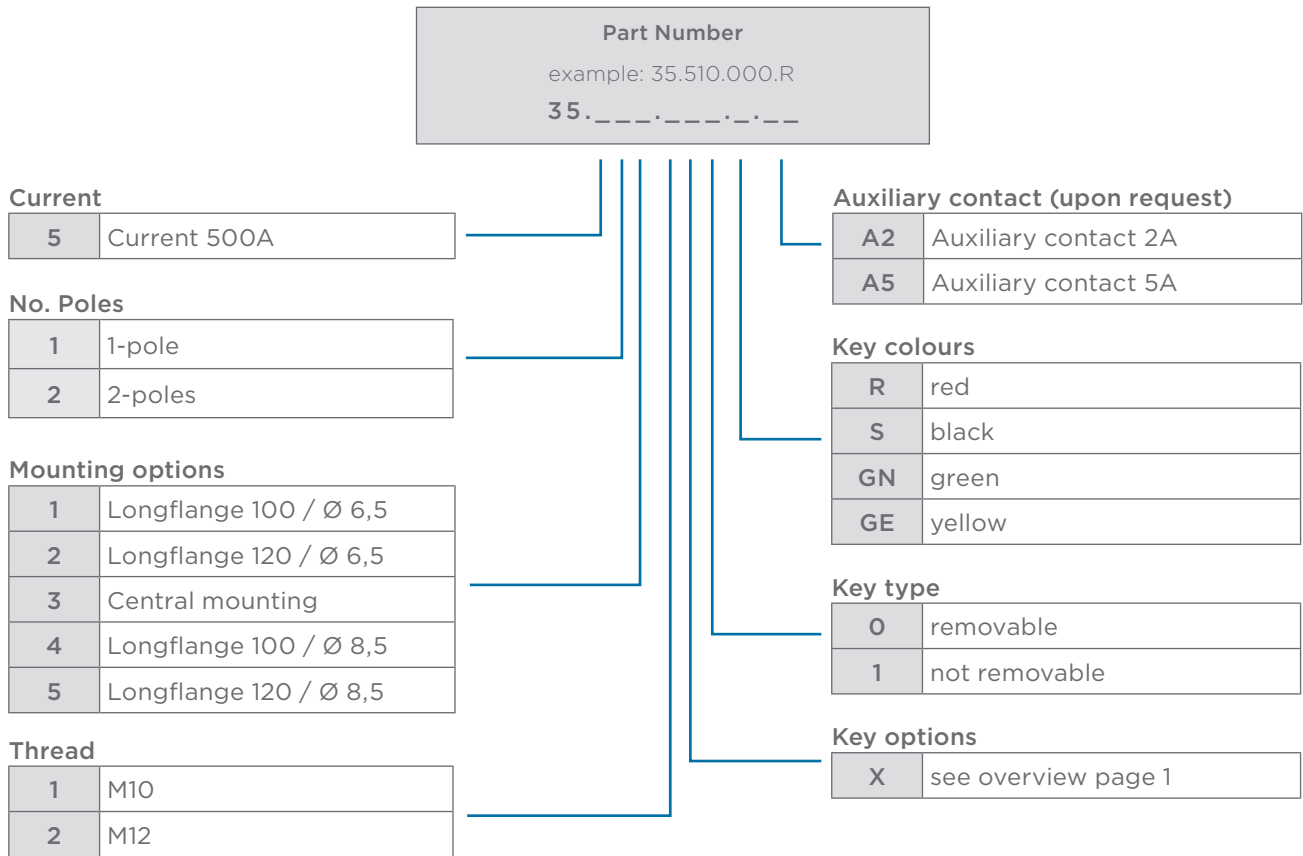 Part Number
example: 35.510.000.R
35._ _ _._ _ _._._ _
Current
5 Current 500A
No. Poles
1 1-pole
2 2-poles
Mounting options
1 Longflange 100 / Ø 6,5
2 Longflange 120 / Ø 6,5
3 Central mounting
4 Longflange 100 / Ø 8,5
5 Longflange 120 / Ø 8,5
Thread
1 M10
2 M12
Auxiliary contact (upon request)
A2 Auxiliary contact 2A
A5 Auxiliary contact 5A
Key colours
R red
S black
GN green
GE yellow
Key type
0 removable
1 not removable
Key options
X see overview page 1